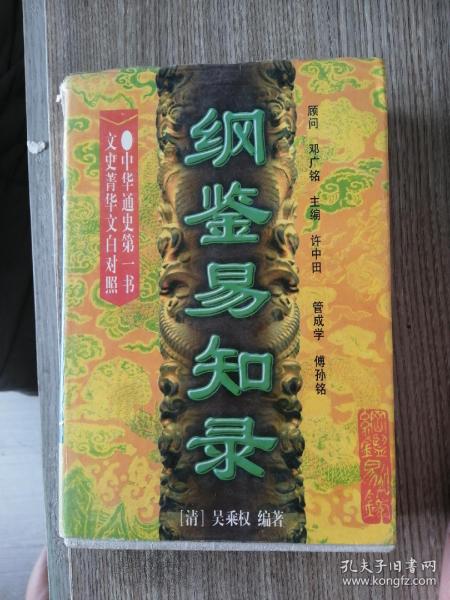 纲鉴易知录
顾问 邓广铭 主编 许中田 管成学 傅孙铭
●中华通史第一书
文史菁华文白对照
[清] 吴乘权 编著
孔夫子旧书网
www.kongfz.com